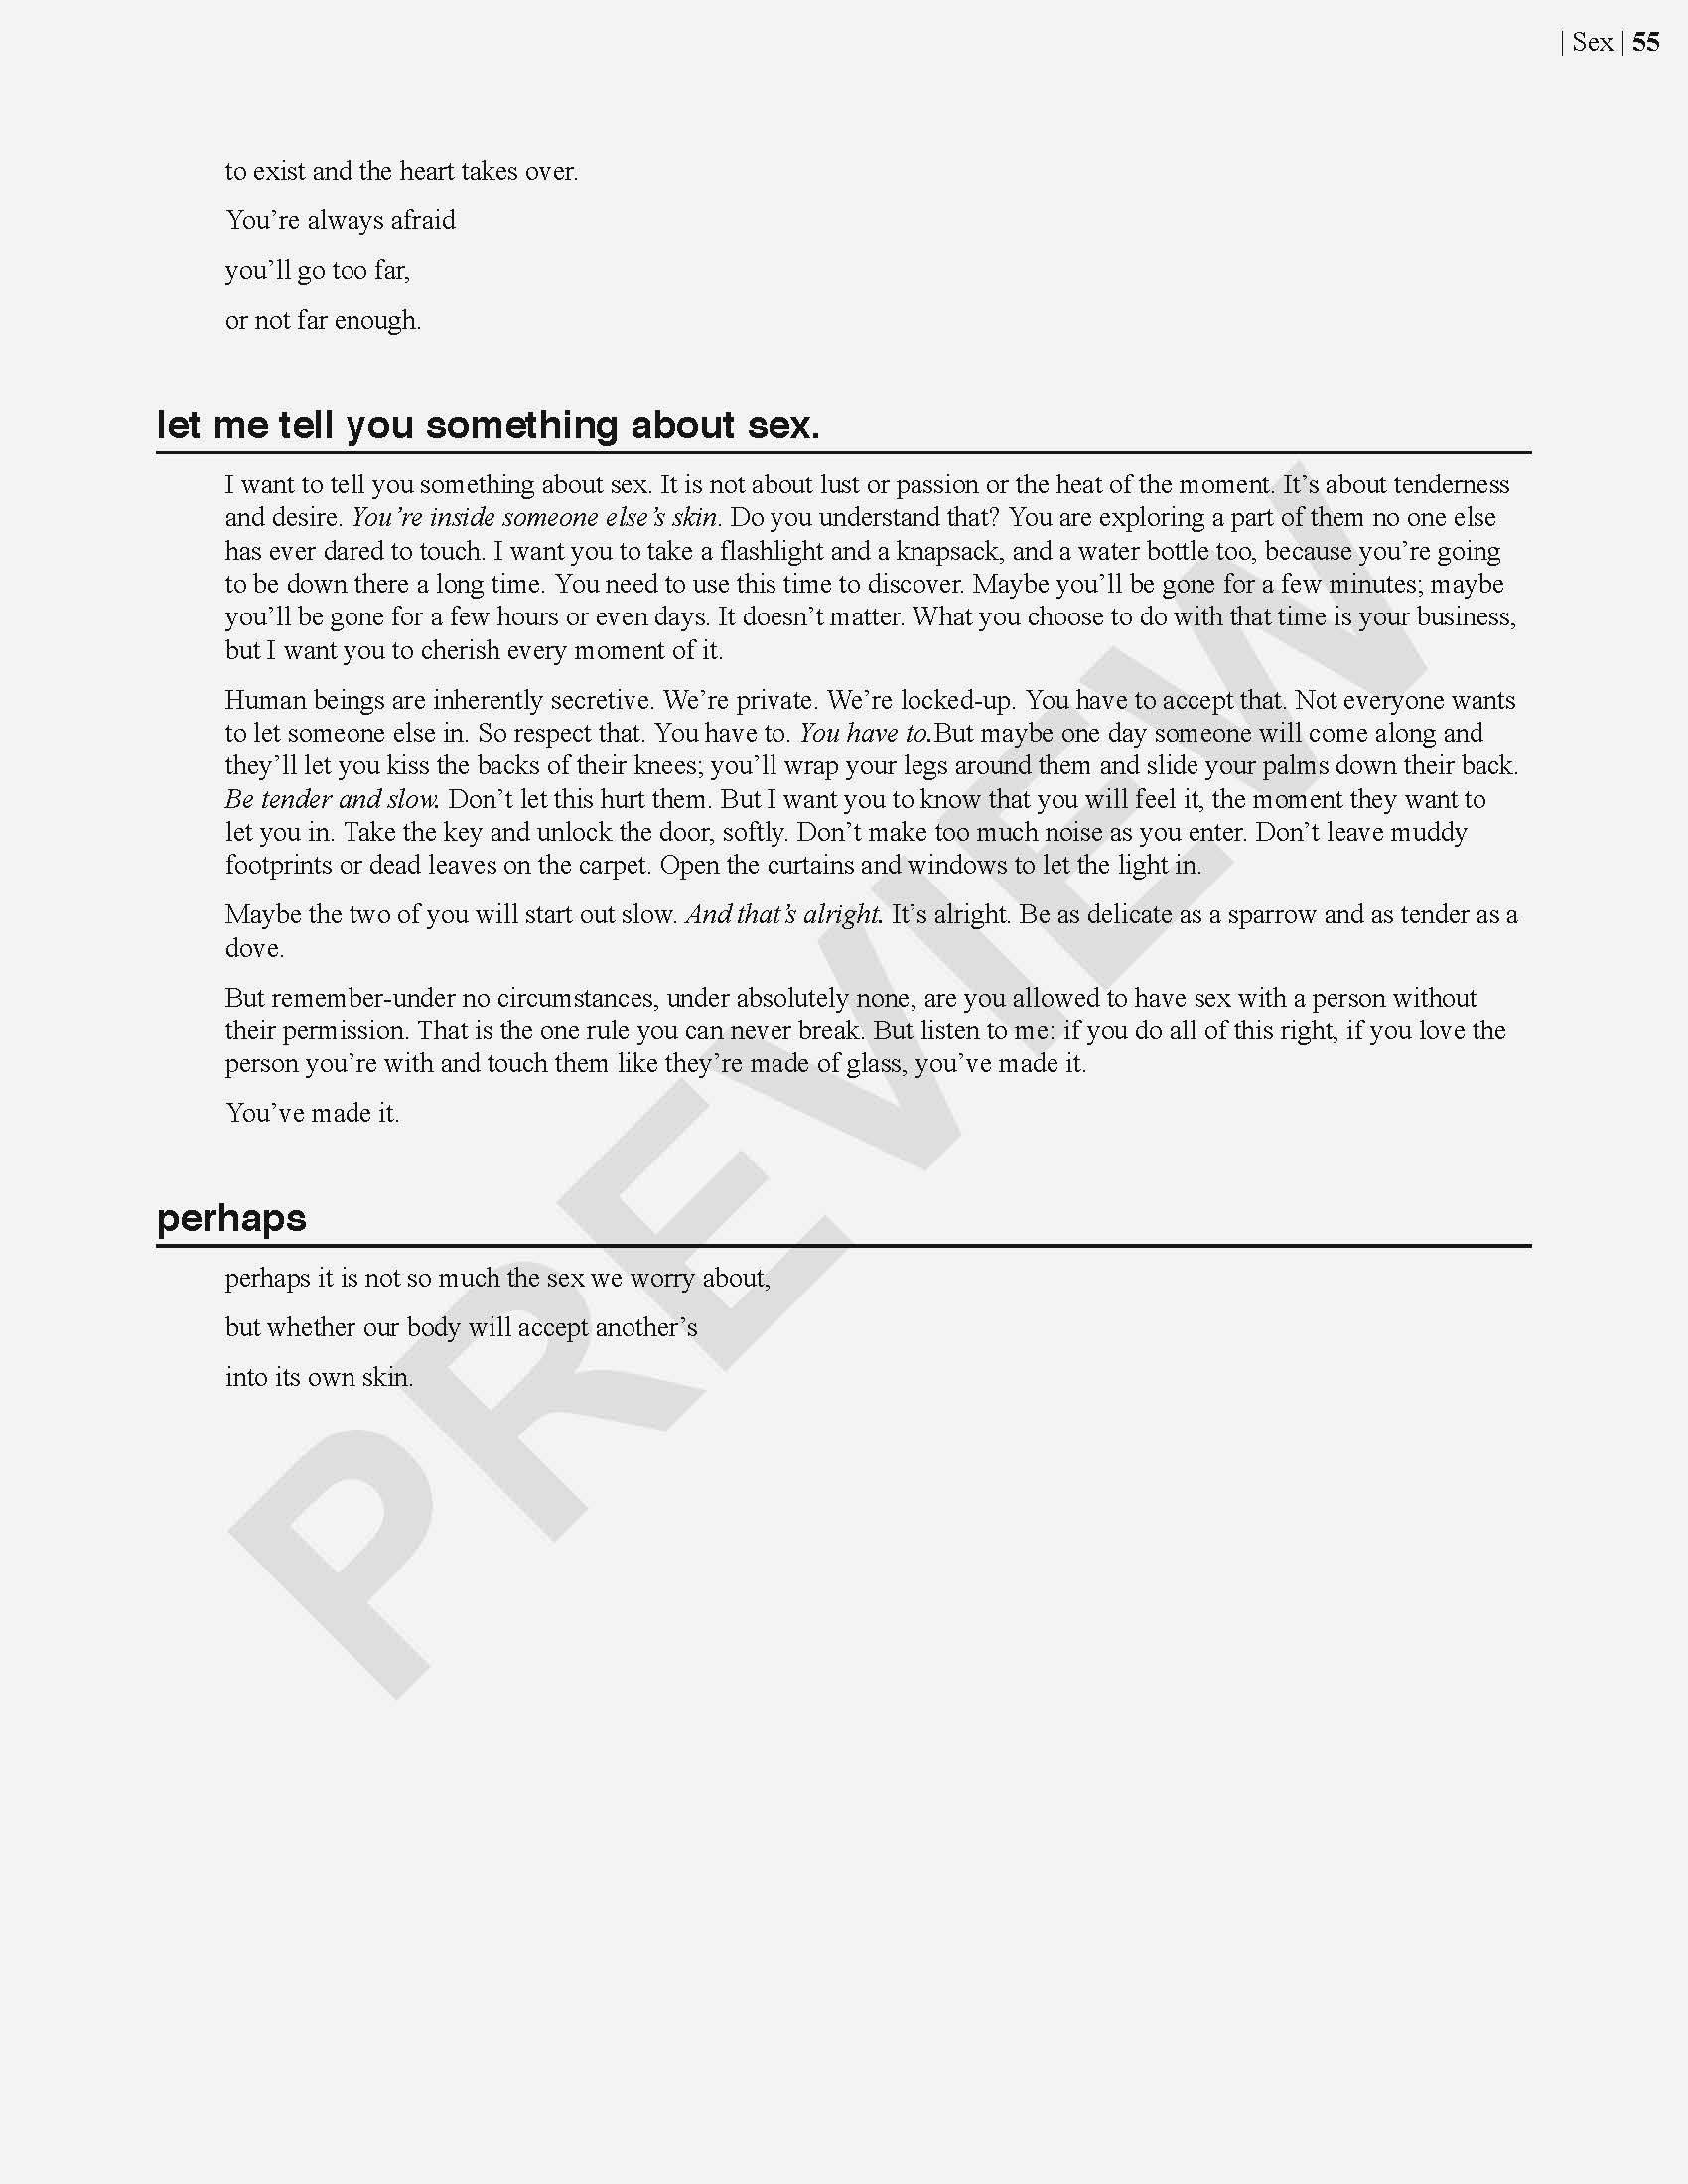 | Sex | 55
to exist and the heart takes over.
You’re always afraid
you’ll go too far,
or not far enough.
let me tell you something about sex.
I want to tell you something about sex. It is not about lust or passion or the heat of the moment. It’s about tenderness
and desire. You’re inside someone else’s skin. Do you understand that? You are exploring a part of them no one else
has ever dared to touch. I want you to take a flashlight and a knapsack, and a water bottle too, because you’re going
to be down there a long time. You need to use this time to discover. Maybe you’ll be gone for a few minutes; maybe
you’ll be gone for a few hours or even days. It doesn’t matter. What you choose to do with that time is your business,
but I want you to cherish every moment of it.
Human beings are inherently secretive. We’re private. We’re locked-up. You have to accept that. Not everyone wants
to let someone else in. So respect that. You have to. You have to.But maybe one day someone will come along and
they’ll let you kiss the backs of their knees; you’ll wrap your legs around them and slide your palms down their back.
Be tender and slow. Don’t let this hurt them. But I want you to know that you will feel it, the moment they want to
let you in. Take the key and unlock the door, softly. Don’t make too much noise as you enter. Don’t leave muddy
footprints or dead leaves on the carpet. Open the curtains and windows to let the light in.
Maybe the two of you will start out slow. And that’s alright. It’s alright. Be as delicate as a sparrow and as tender as a
dove.
But remember-under no circumstances, under absolutely none, are you allowed to have sex with a person without
their permission. That is the one rule you can never break. But listen to me: if you do all of this right, if you love the
person you’re with and touch them like they’re made of glass, you’ve made it.
You’ve made it.
perhaps
perhaps it is not so much the sex we worry about,
but whether our body will accept another’s
into its own skin.
PREVIEW